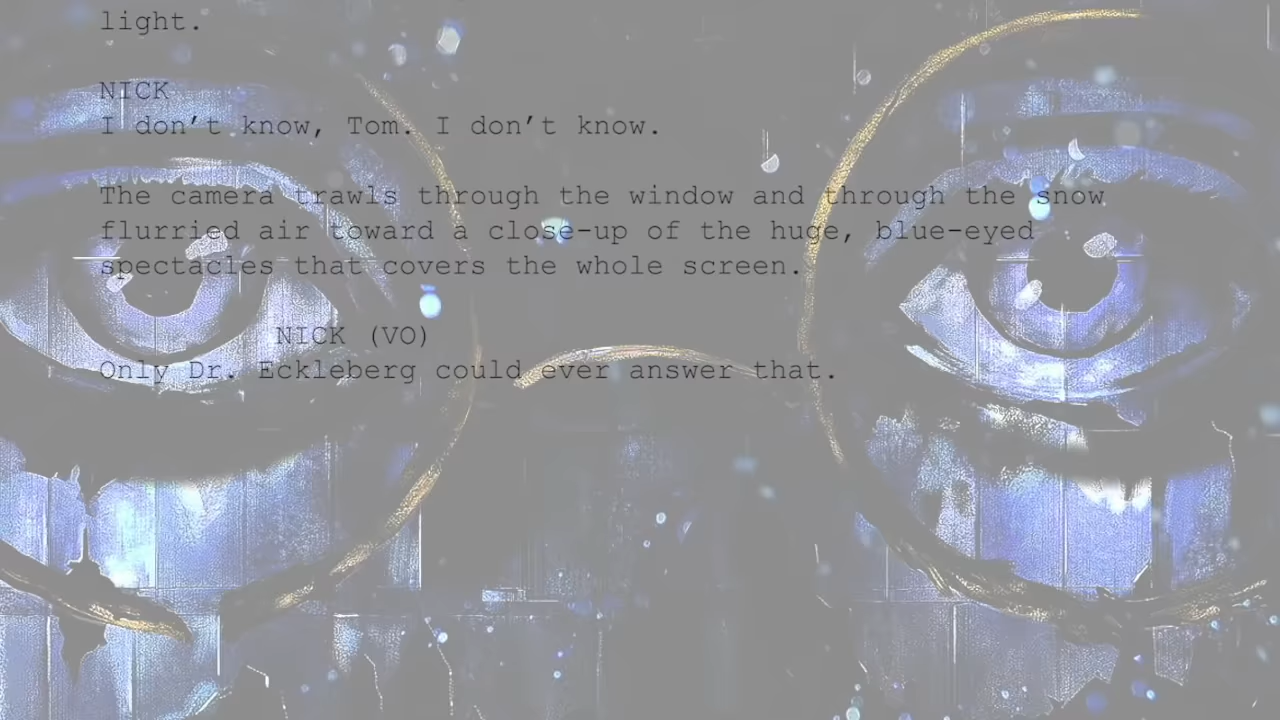 light.
NICK
I don’t know, Tom. I don’t know.
The camera trawls through the window and through the snow
flurried air toward a close-up of the huge, blue-eyed
spectacles that covers the whole screen.
NICK (VO)
Only Dr. Eckleberg could ever answer that.